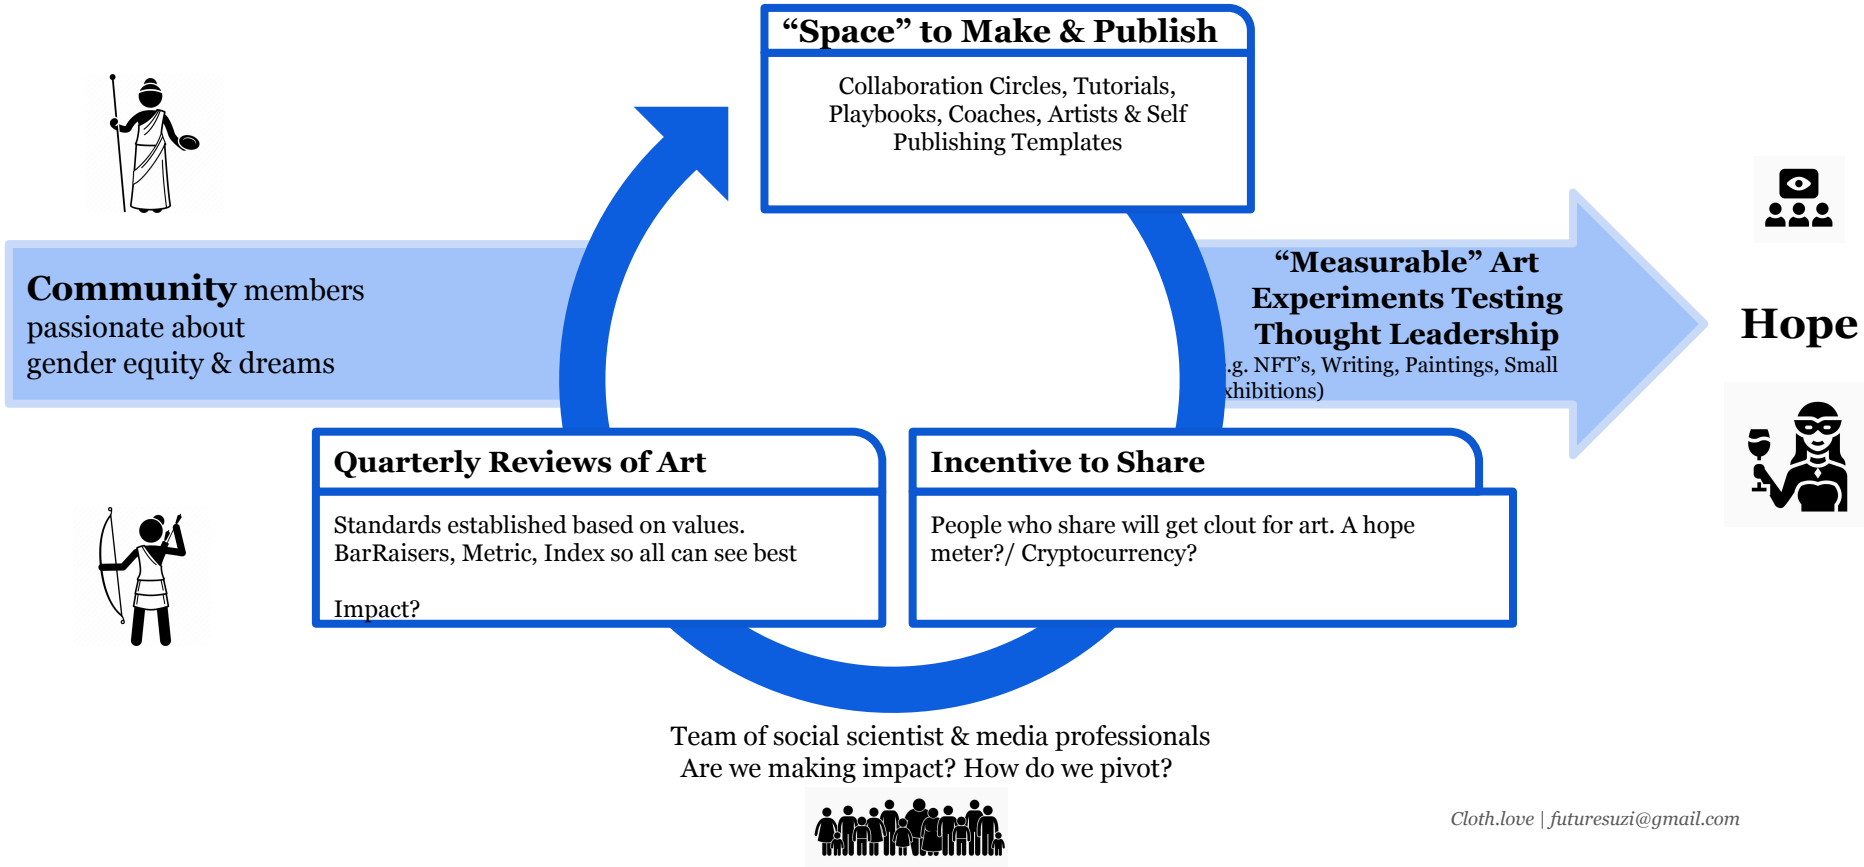 “Space” to Make & Publish
Collaboration Circles, Tutorials,
Playbooks, Coaches, Artists & Self
Publishing Templates
Community members
passionate about
gender equity & dreams
“Measurable” Art
Experiments Testing
Thought Leadership
.g. NFT’s, Writing, Paintings, Small
xhibitions)
Hope
Quarterly Reviews of Art
Standards established based on values.
BarRaisers, Metric, Index so all can see best
Impact?
Incentive to Share
People who share will get clout for art. A hope
meter?/ Cryptocurrency?
Team of social scientist & media professionals
Are we making impact? How do we pivot?
Cloth.love | futuresuzi@gmail.com